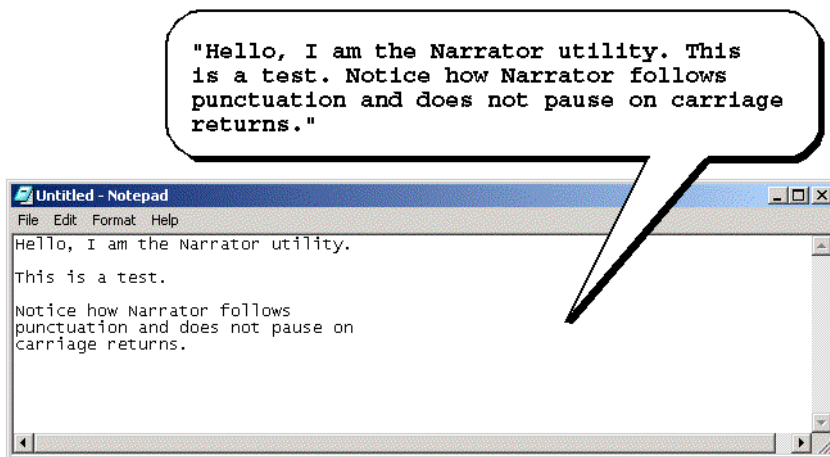 "Hello, I am the Narrator utility. This
is a test. Notice how Narrator follows
punctuation and does not pause on carriage
returns."
Untitled - Notepad
File Edit Format Help
Hello, I am the Narrator utility.
This is a test.
Notice how Narrator follows
punctuation and does not pause on
carriage returns.